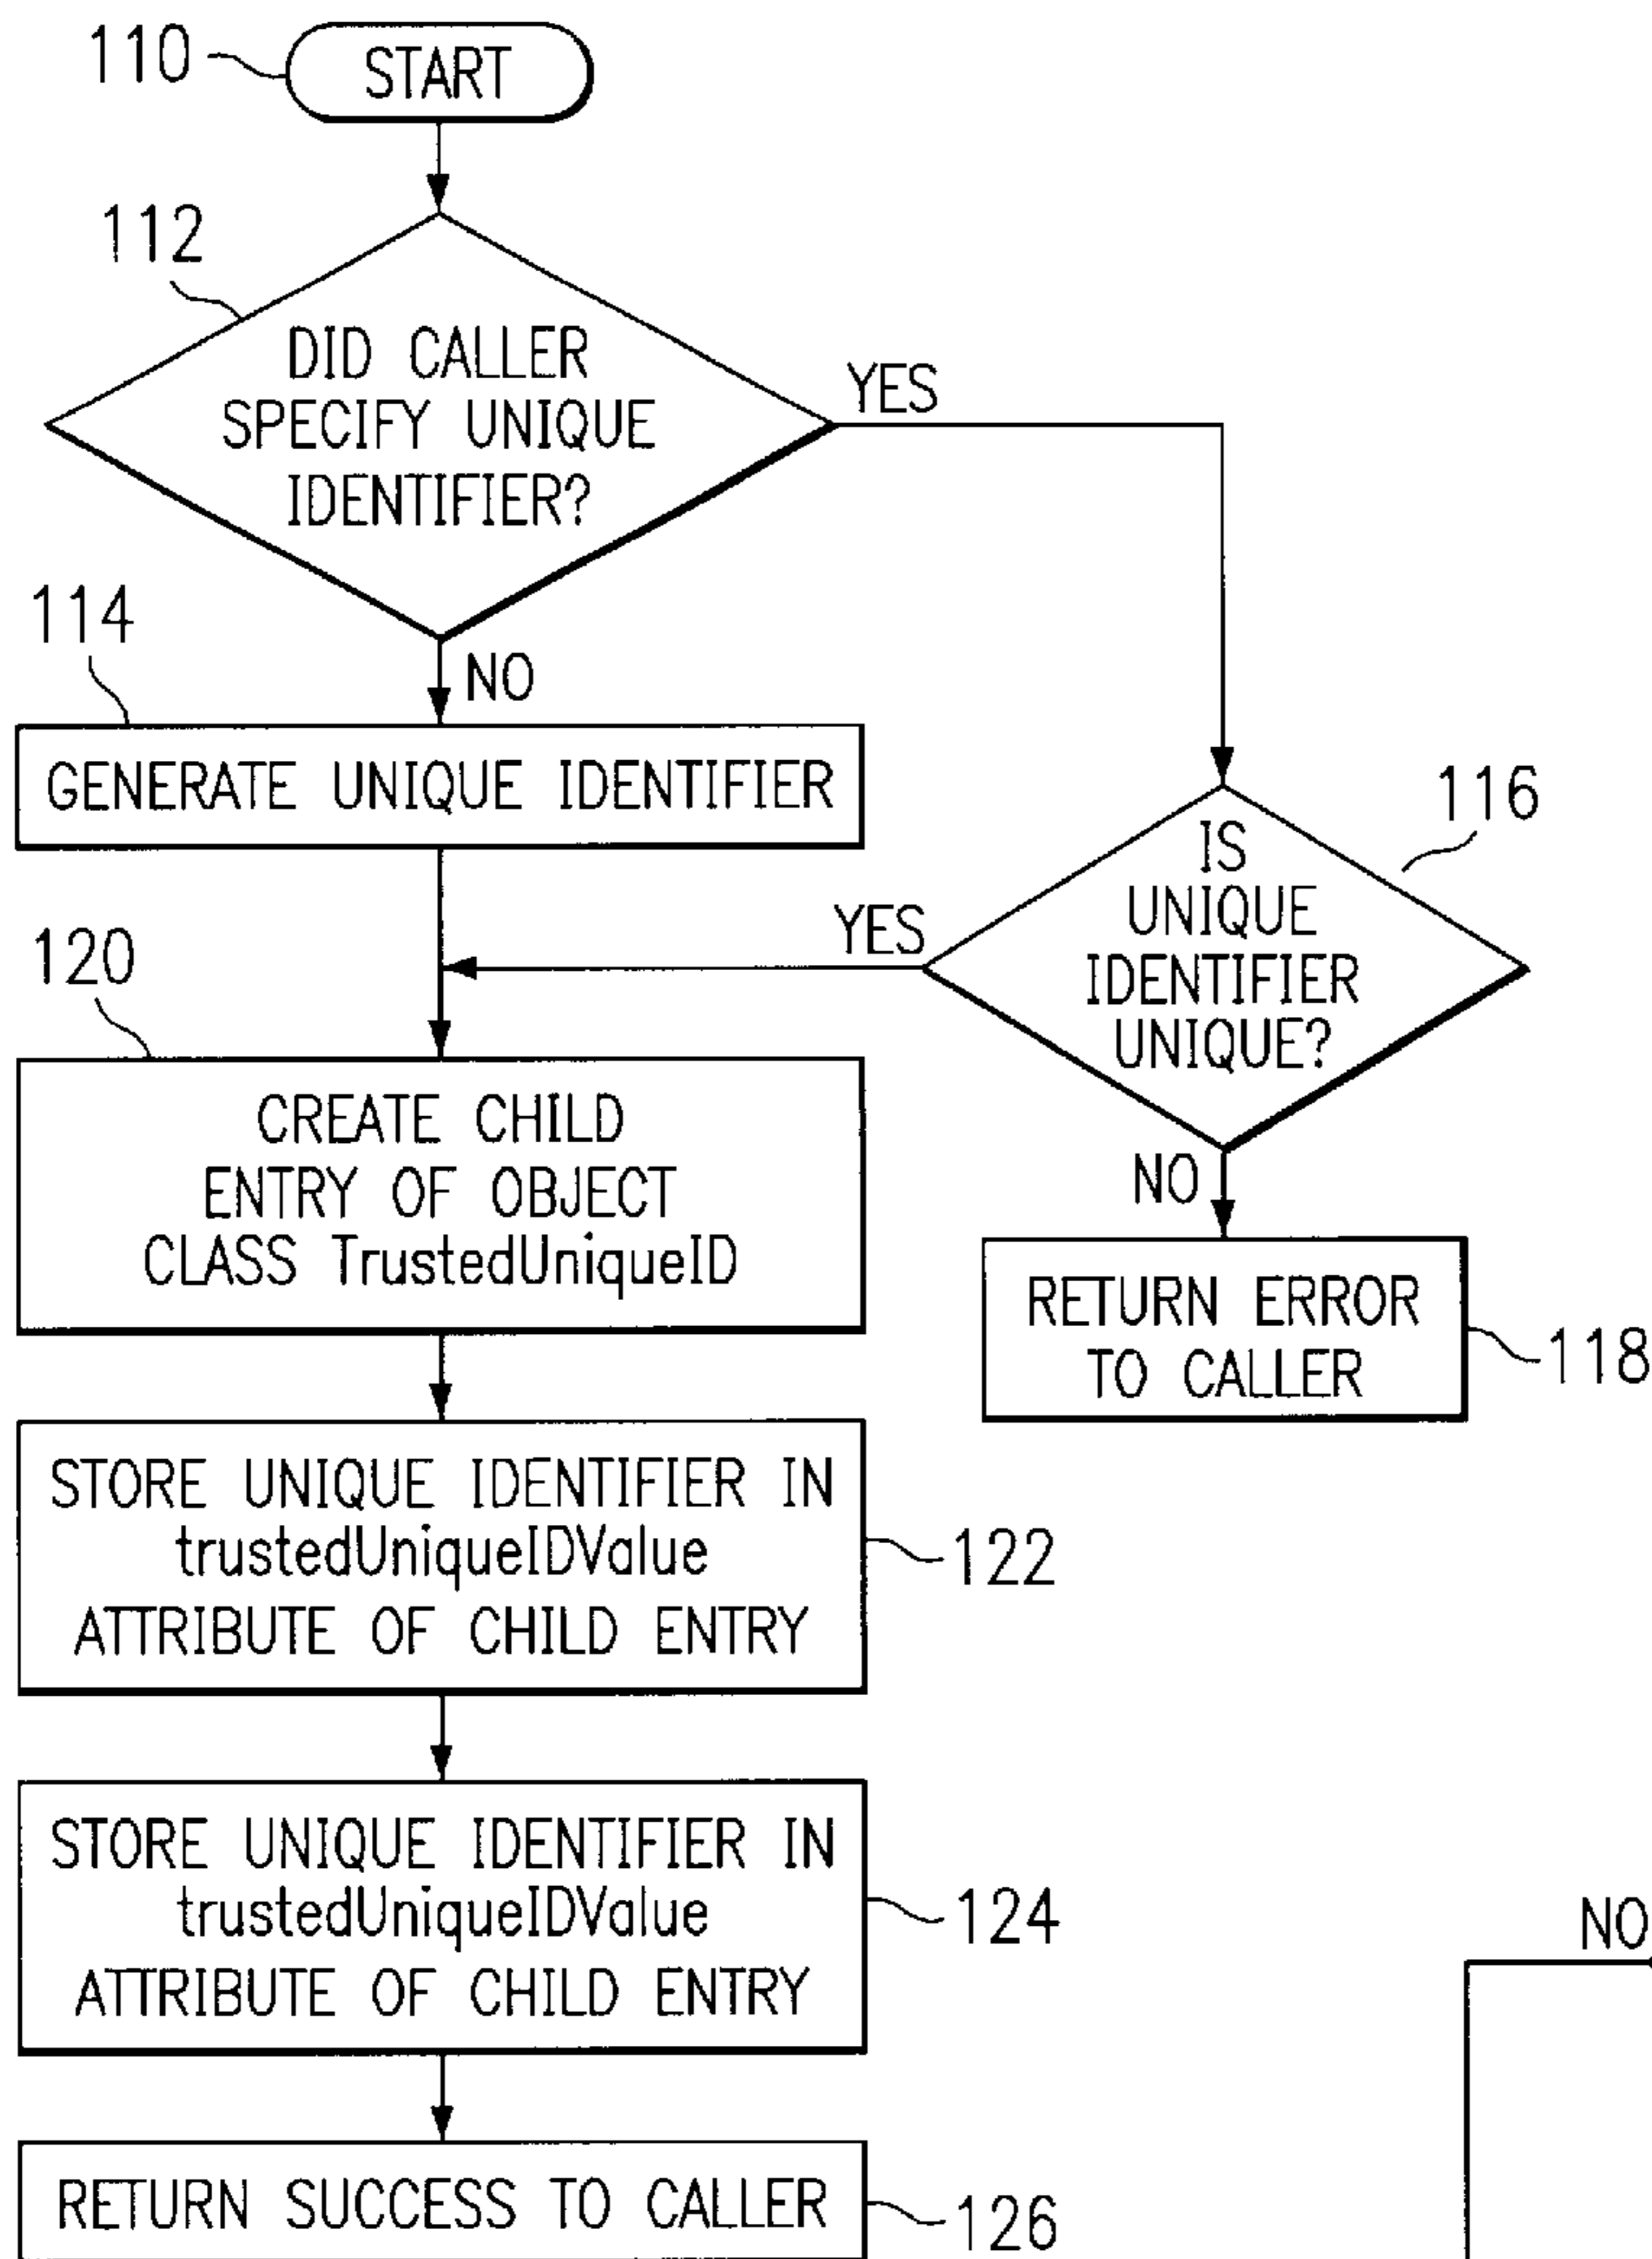 110
START
112
DID CALLER
SPECIFY UNIQUE
IDENTIFIER?
YES
NO
114
GENERATE UNIQUE IDENTIFIER
116
IS
UNIQUE
IDENTIFIER
UNIQUE?
YES
NO
120
CREATE CHILD
ENTRY OF OBJECT
CLASS TrustedUniqueID
RETURN ERROR
TO CALLER
118
STORE UNIQUE IDENTIFIER IN
trustedUniqueIDValue
ATTRIBUTE OF CHILD ENTRY
122
STORE UNIQUE IDENTIFIER IN
trustedUniqueIDValue
ATTRIBUTE OF CHILD ENTRY
124
NO
RETURN SUCCESS TO CALLER
126